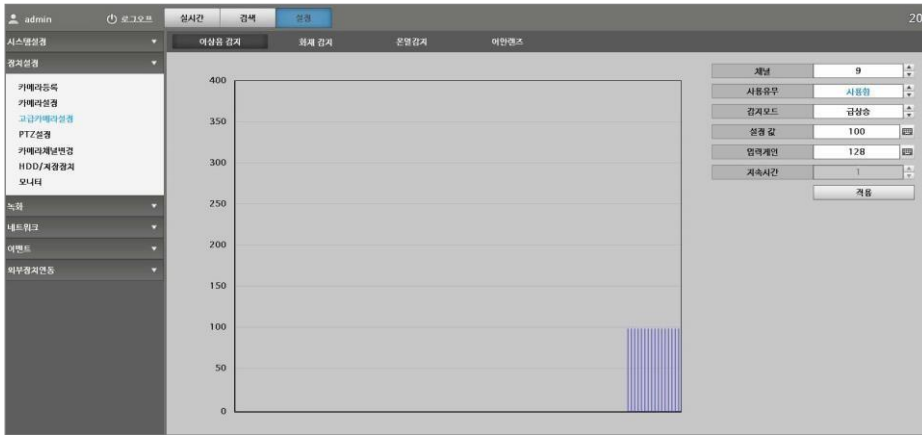 admin 로그오프 실시간 검색 설정 20
시스템설정
이상음 감지 화재 감지 온열감지 어안렌즈
장치설정
카메라등록
카메라설정
고급카메라설정
PTZ설정
카메라채널변경
HDD/저장장치
모니터
녹화
네트워크
이벤트
외부장치연동
400
350
300
250
200
150
100
50
0
채널 9
사용유무 사용함
감지모드 급상승
설정 값 100
입력게인 128
지속시간 1
적용